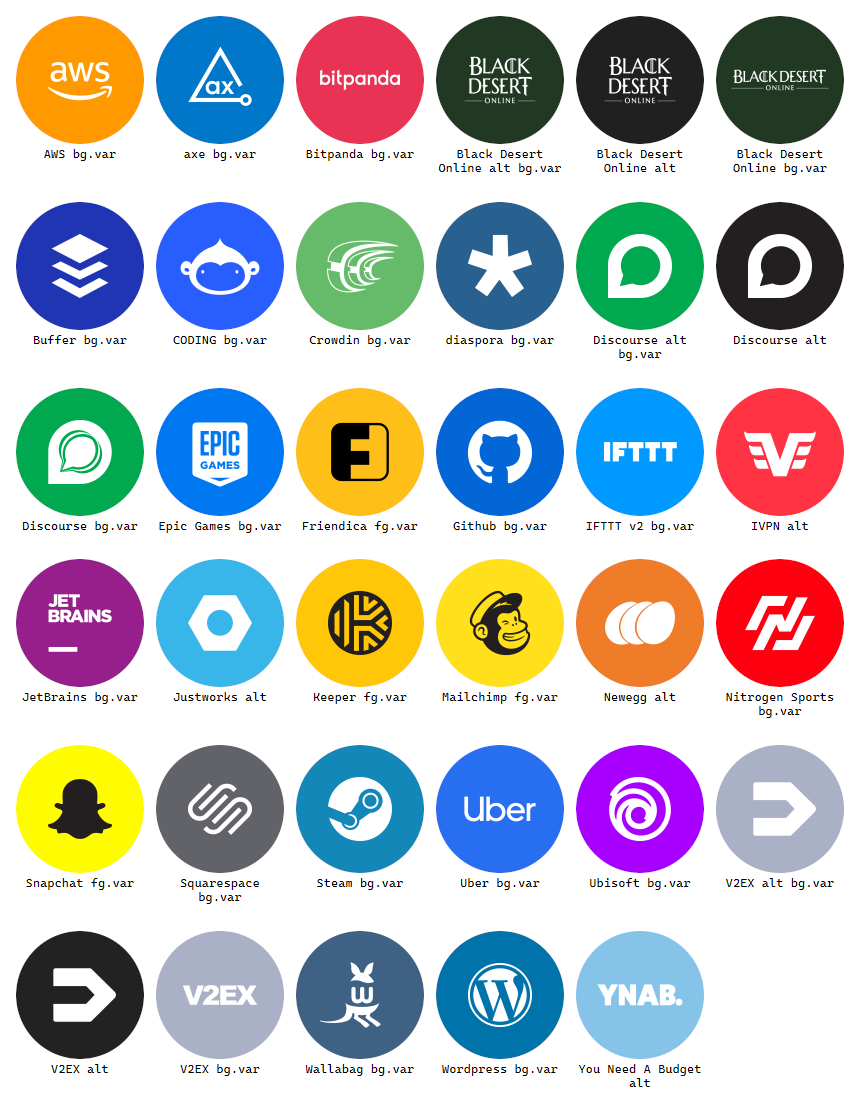 aws
ax
bitpanda
BLACK
DESERT
ONLINE
BLACK
DESERT
ONLINE
BLACK DESERT
ONLINE
AWS bg.var
axe bg.var
Bitpanda bg.var
Black Desert
Online alt bg.var
Black Desert
Online alt
Black Desert
Online bg.var
Buffer bg.var
CODING bg.var
Crowdin bg.var
diaspora bg.var
Discourse alt
bg.var
Discourse alt
EPIC
GAMES
F
IFTTT
V
Discourse bg.var
Epic Games bg.var
Friendica fg.var
Github bg.var
IFTTT v2 bg.var
IVPN alt
JET
BRAINS
K
N
JetBrains bg.var
Justworks alt
Keeper fg.var
Mailchimp fg.var
Newegg alt
Nitrogen Sports
bg.var
Uber
Snapchat fg.var
Squarespace
bg.var
Steam bg.var
Uber bg.var
Ubisoft bg.var
V2EX alt bg.var
V2EX
w
W
YNAB.
V2EX alt
V2EX bg.var
Wallabag bg.var
Wordpress bg.var
You Need A Budget
alt